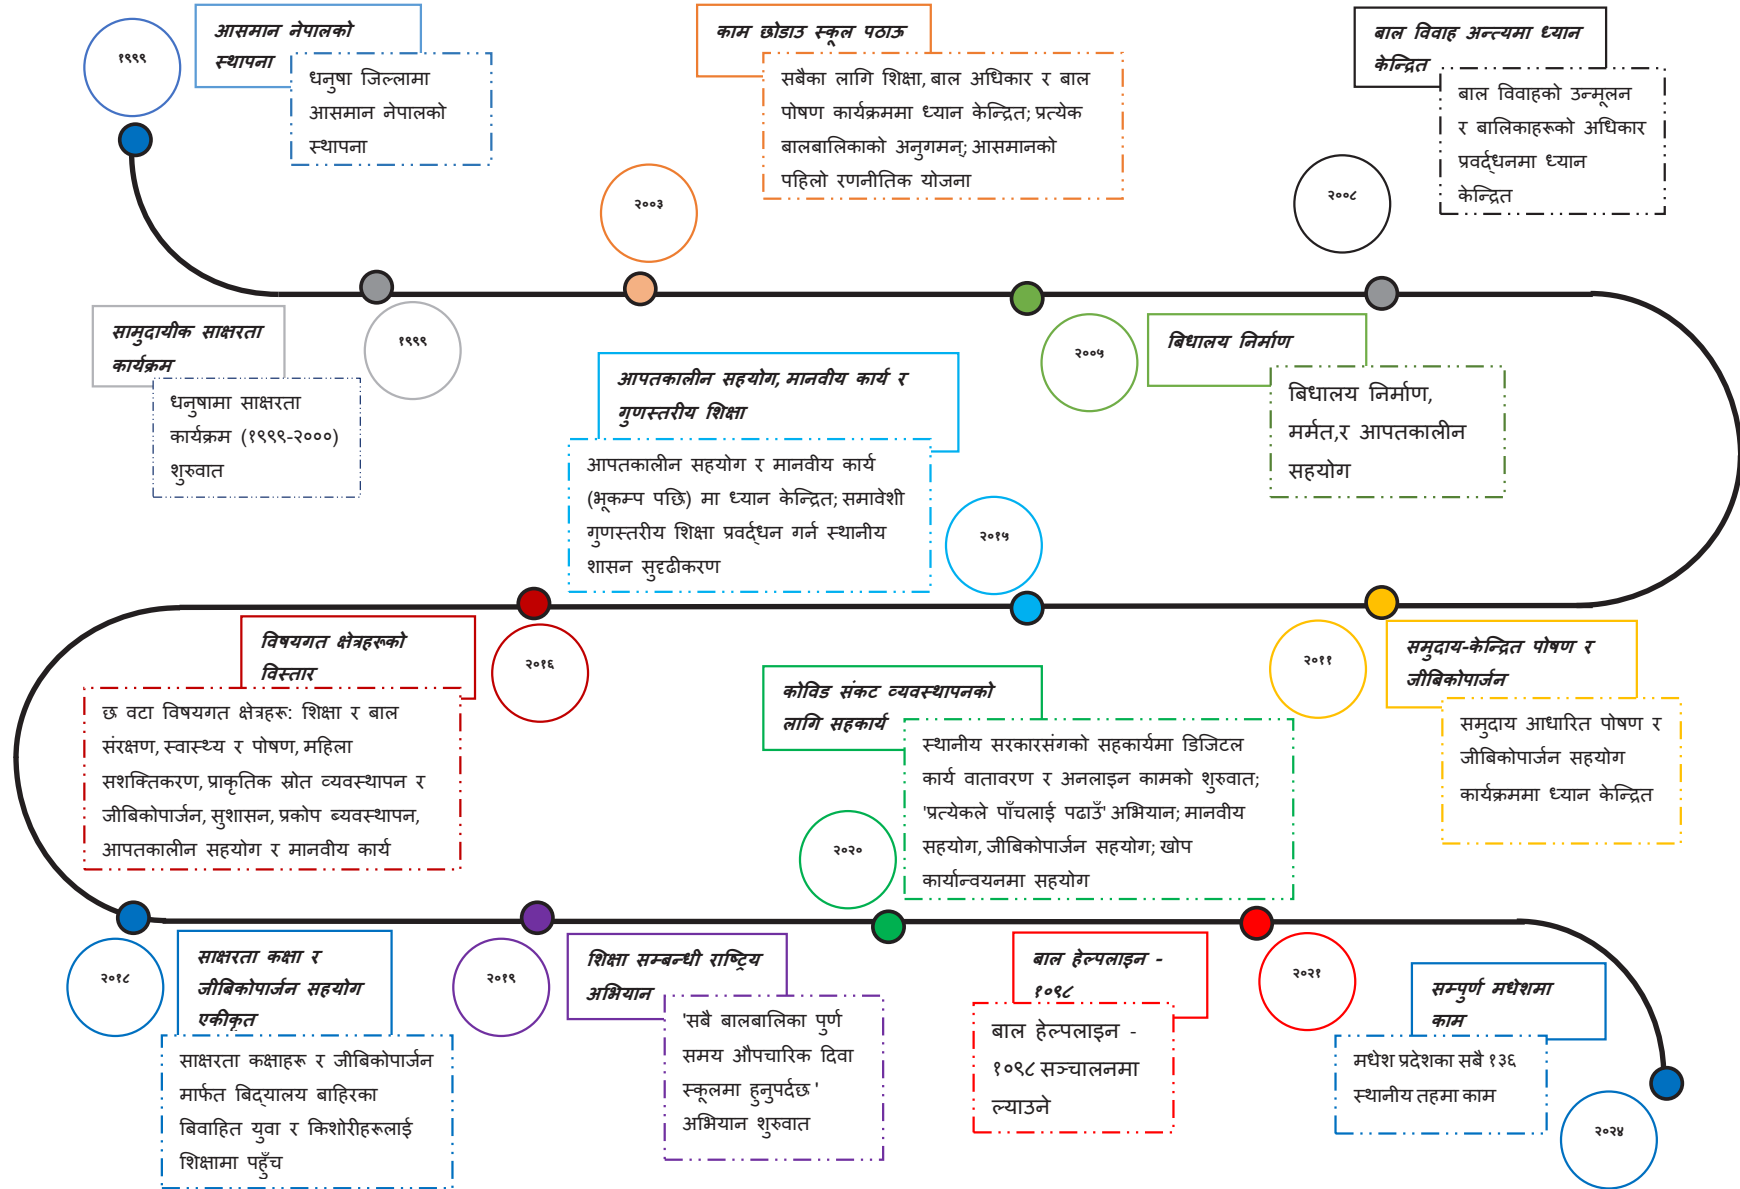 १९९९
आसमान नेपालको
स्थापना
धनुषा जिल्लामा
आसमान नेपालको
स्थापना
सामुदायीक साक्षरता
कार्यक्रम
धनुषामा साक्षरता
कार्यक्रम (१९९९-२०००)
शुरुवात
१९९९
काम छोडाउ स्कूल पठाऊ
सबैका लागि शिक्षा, बाल अधिकार र बाल
पोषण कार्यक्रममा ध्यान केन्द्रित; प्रत्येक
बालबालिकाको अनुगमन्; आसमानको
पहिलो रणनीतिक योजना
२००३
२००५
बिधालय निर्माण
बिधालय निर्माण,
मर्मत,र आपतकालीन
सहयोग
बाल विवाह अन्त्यमा ध्यान
केन्द्रित
बाल विवाहको उन्मूलन
र बालिकाहरूको अधिकार
प्रवर्द्धनमा ध्यान
केन्द्रित
२००८
२०११
समुदाय-केन्द्रित पोषण र
जीबिकोपार्जन
समुदाय आधारित पोषण र
जीबिकोपार्जन सहयोग
कार्यक्रममा ध्यान केन्द्रित
आपतकालीन सहयोग, मानवीय कार्य र
गुणस्तरीय शिक्षा
आपतकालीन सहयोग र मानवीय कार्य
(भूकम्प पछि) मा ध्यान केन्द्रित; समावेशी
गुणस्तरीय शिक्षा प्रवर्द्धन गर्न स्थानीय
शासन सुदृढीकरण
२०१५
विषयगत क्षेत्रहरूको
विस्तार
छ वटा विषयगत क्षेत्रहरू: शिक्षा र बाल
संरक्षण, स्वास्थ्य र पोषण, महिला
सशक्तिकरण, प्राकृतिक स्रोत व्यवस्थापन र
जीबिकोपार्जन, सुशासन, प्रकोप ब्यवस्थापन,
आपतकालीन सहयोग र मानवीय कार्य
२०१६
२०१८
साक्षरता कक्षा र
जीबिकोपार्जन सहयोग
एकीकृत
साक्षरता कक्षाहरू र जीबिकोपार्जन
मार्फत बिद्यालय बाहिरका
बिवाहित युवा र किशोरीहरूलाई
शिक्षामा पहुँच
२०१९
शिक्षा सम्बन्धी राष्ट्रिय
अभियान
'सबै बालबालिका पुर्ण
समय औपचारिक दिवा
स्कूलमा हुनुपर्दछ '
अभियान शुरुवात
कोविड संकट व्यवस्थापनको
लागि सहकार्य
स्थानीय सरकारसंगको सहकार्यमा डिजिटल
कार्य वातावरण र अनलाइन कामको शुरुवात;
'प्रत्येकले पाँचलाई पढाउँ' अभियान; मानवीय
सहयोग, जीबिकोपार्जन सहयोग; खोप
कार्यान्वयनमा सहयोग
२०२०
बाल हेल्पलाइन -
१०९८
बाल हेल्पलाइन -
१०९८ सञ्चालनमा
ल्याउने
२०२१
सम्पुर्ण मधेशमा
काम
मधेश प्रदेशका सबै १३६
स्थानीय तहमा काम
२०२४